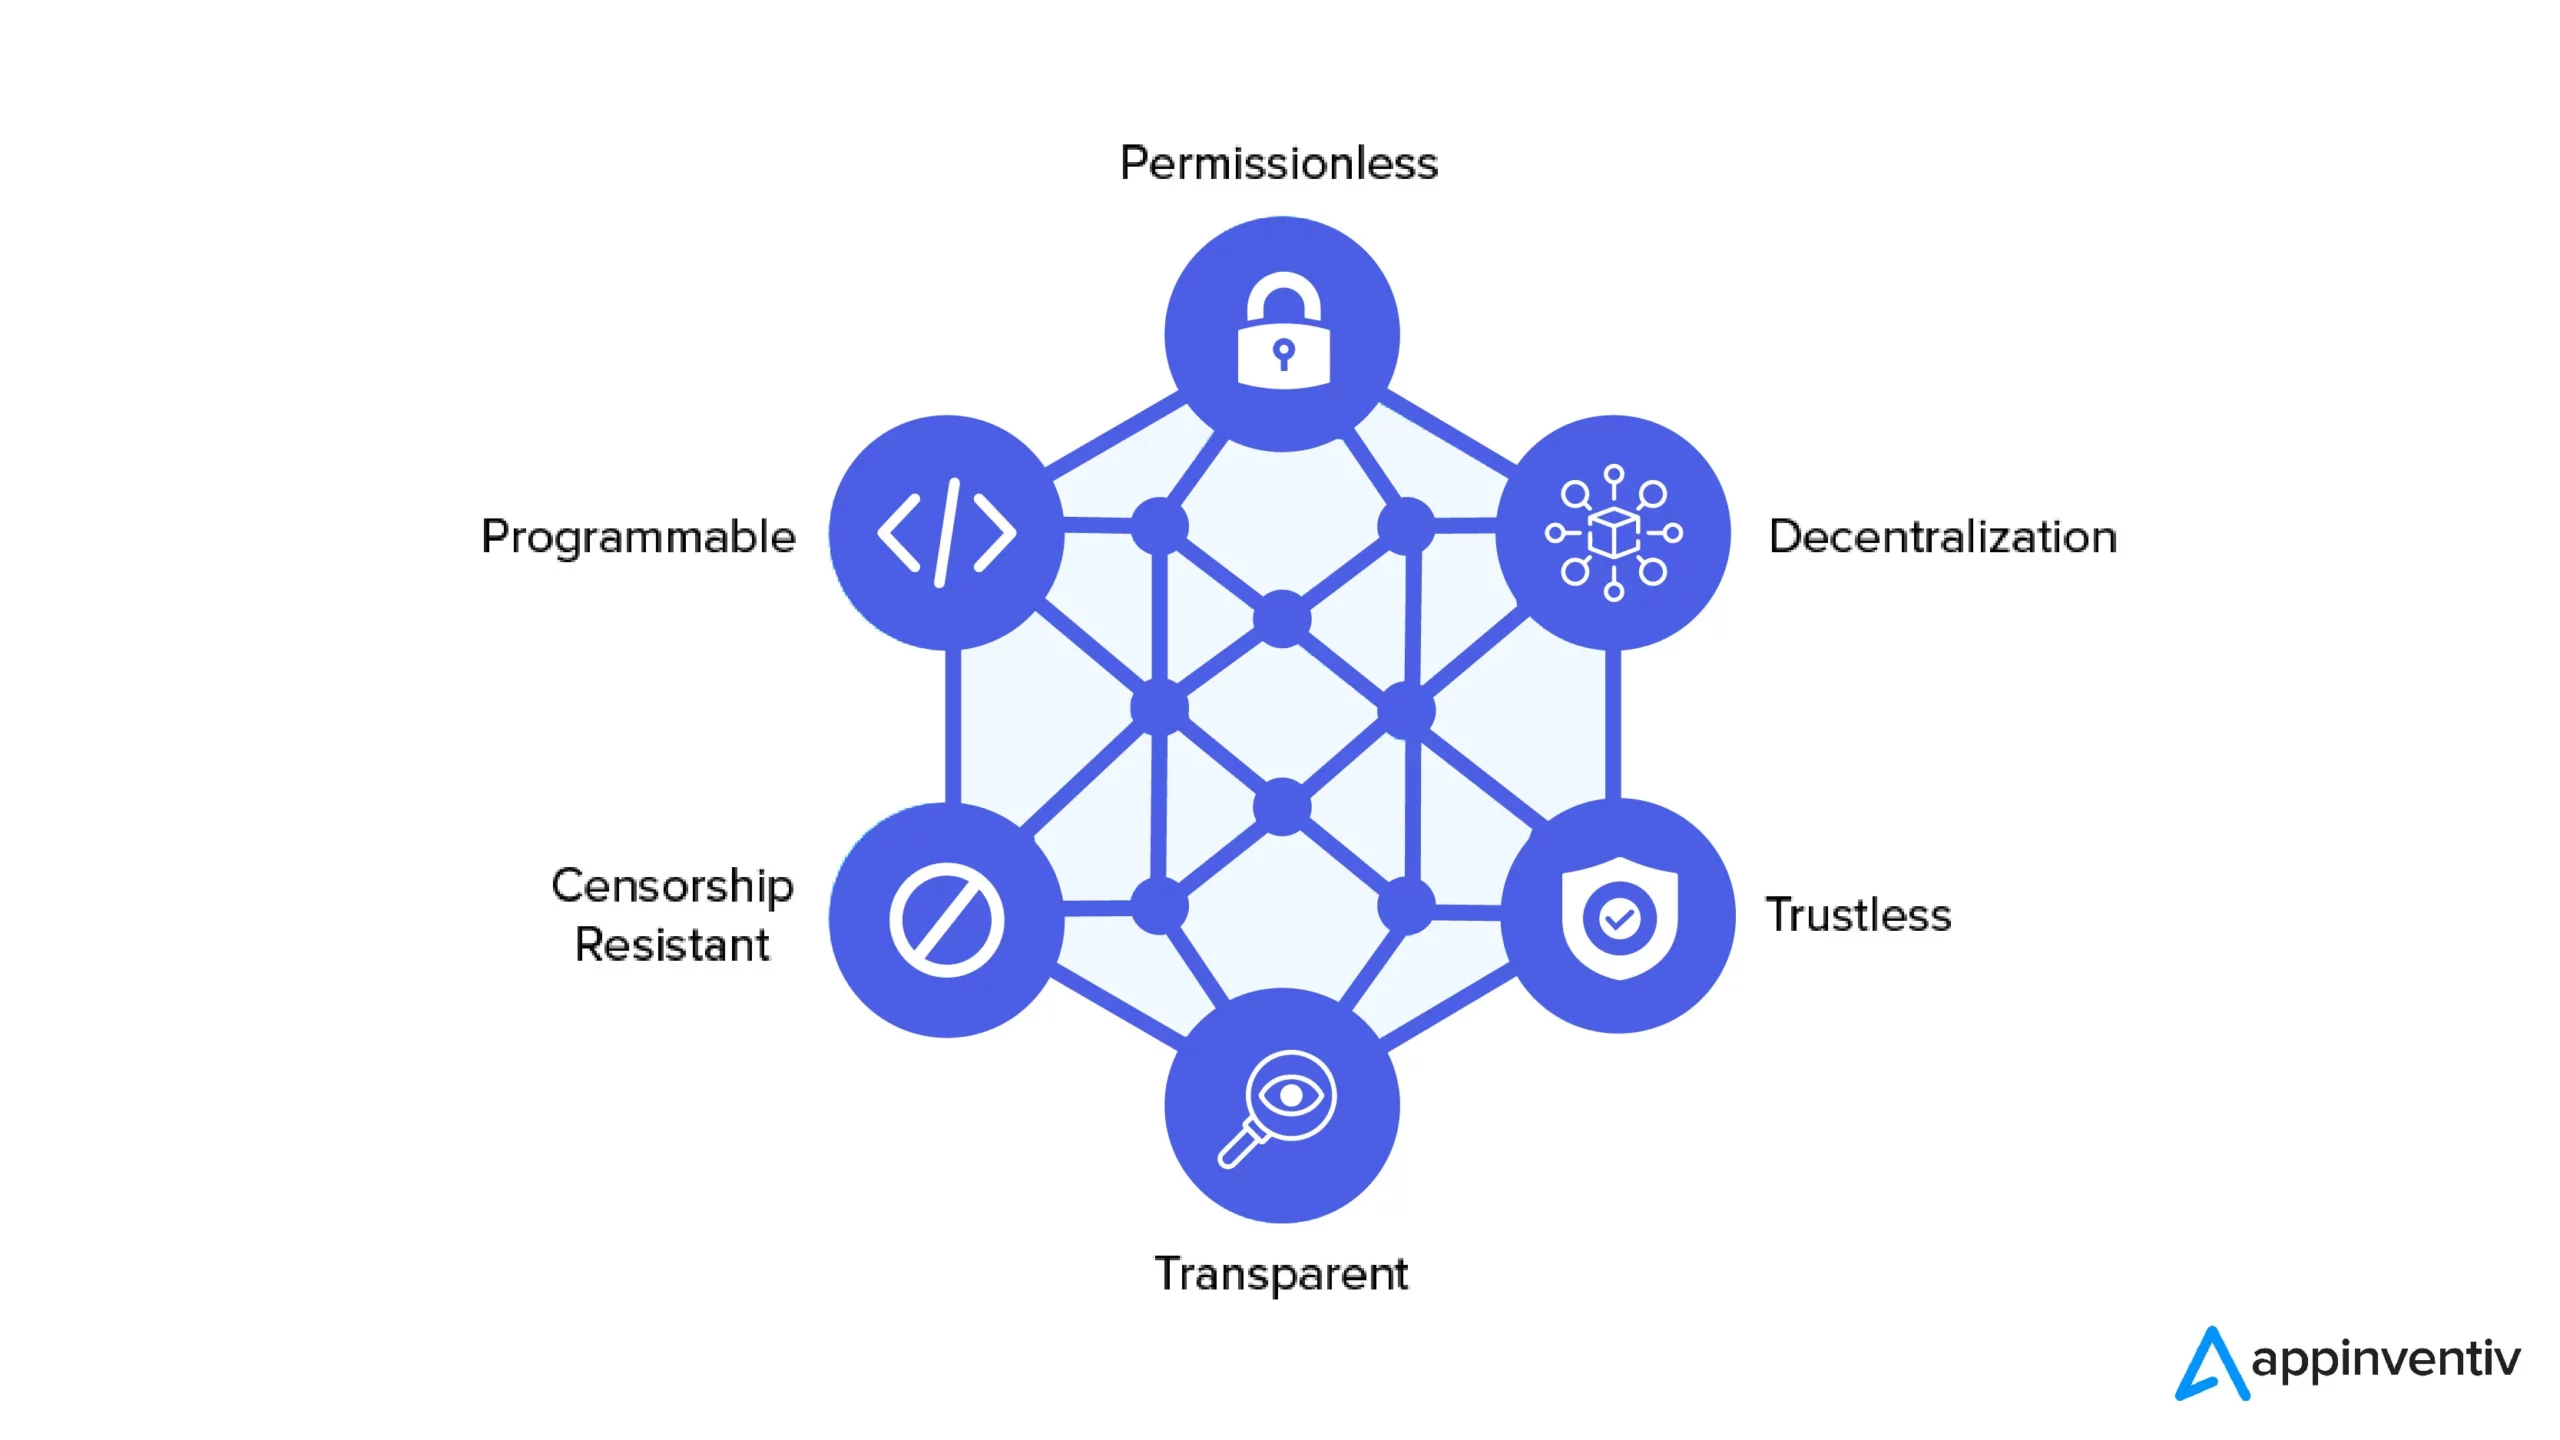 Permissionless
Programmable
Decentralization
Censorship
Resistant
Trustless
Transparent
appinventiv